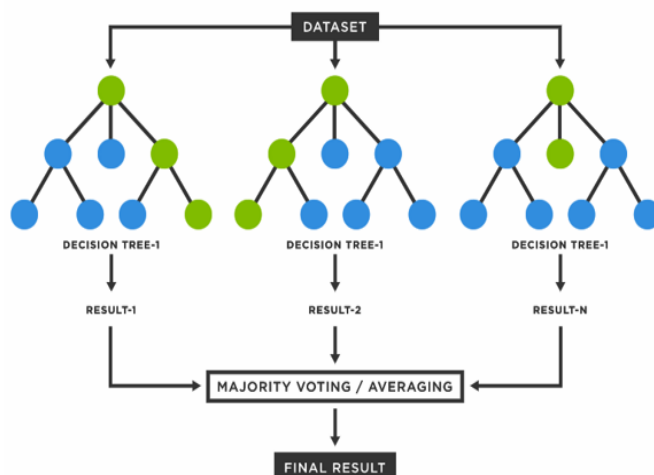 DATASET
DECISION TREE-1
DECISION TREE-1
DECISION TREE-1
RESULT-1
RESULT-2
RESULT-N
MAJORITY VOTING / AVERAGING
FINAL RESULT